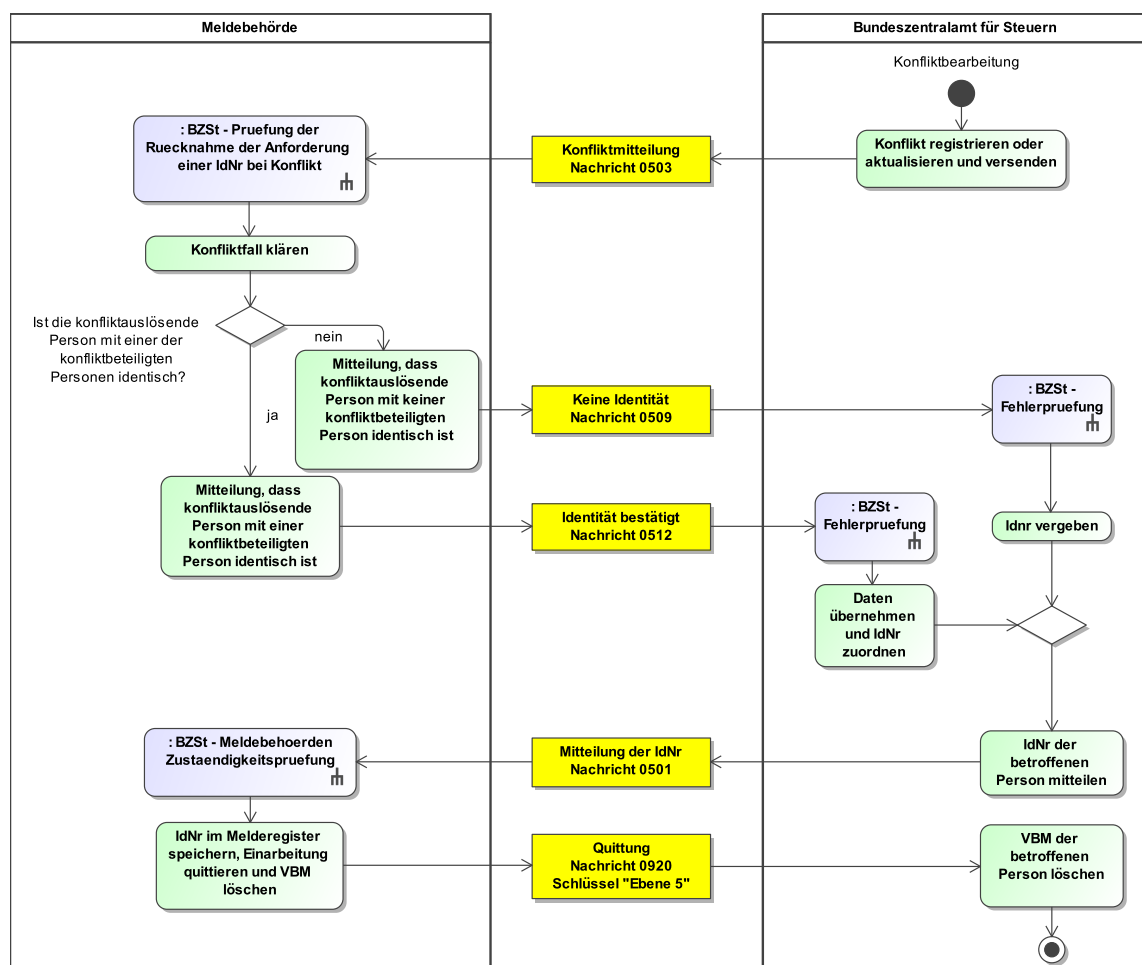 Meldebehörde
Bundeszentralamt für Steuern
Konfliktbearbeitung
: BZSt - Pruefung der
Ruecknahme der Anforderung
einer IdNr bei Konflikt
Konfliktmitteilung
Nachricht 0503
Konflikt registrieren oder
aktualisieren und versenden
Konfliktfall klären
Ist die konfliktauslösende
Person mit einer der
konfliktbeteiligten
Personen identisch?
nein
Mitteilung, dass
konfliktauslösende
Person mit keiner
konfliktbeteiligten
Person identisch ist
Keine Identität
Nachricht 0509
: BZSt -
Fehlerpruefung
ja
Mitteilung, dass
konfliktauslösende
Person mit einer
konfliktbeteiligten
Person identisch ist
Identität bestätigt
Nachricht 0512
: BZSt -
Fehlerpruefung
Idnr vergeben
Daten
übernehmen
und IdNr
zuordnen
: BZSt - Meldebehoerden
Zustaendigkeitspruefung
Mitteilung der IdNr
Nachricht 0501
IdNr der
betroffenen
Person mitteilen
IdNr im Melderegister
speichern, Einarbeitung
quittieren und VBM
löschen
Quittung
Nachricht 0920
Schlüssel "Ebene 5"
VBM der
betroffenen
Person löschen